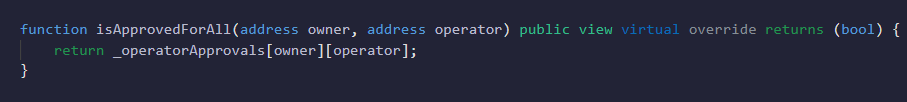 function isApprovedForAll(address owner, address operator) public view virtual override returns (bool) {
    return _operatorApprovals[owner][operator];
}